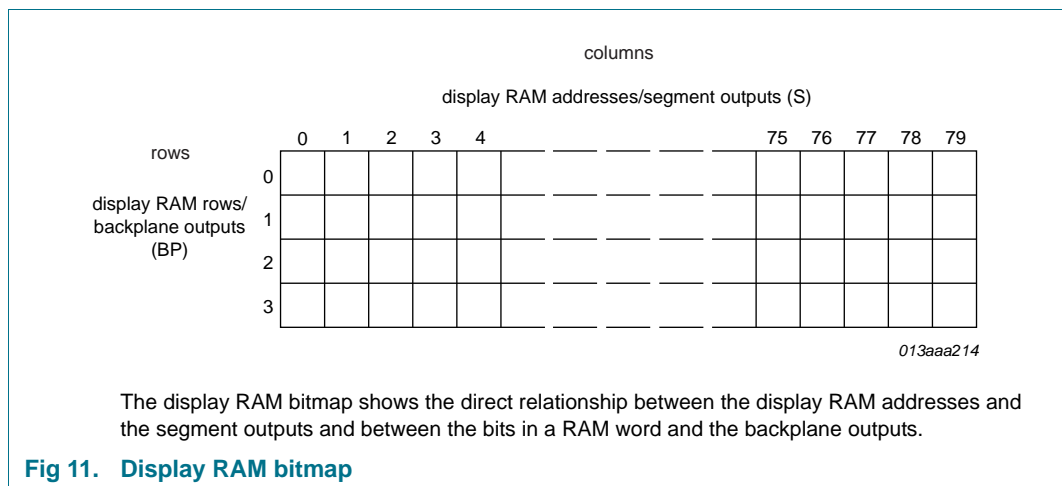 columns
display RAM addresses/segment outputs (S)
0 1 2 3 4 75 76 77 78 79
rows
0
display RAM rows/
backplane outputs
(BP)
1
2
3
013aaa214
The display RAM bitmap shows the direct relationship between the display RAM addresses and
the segment outputs and between the bits in a RAM word and the backplane outputs.
Fig 11. Display RAM bitmap